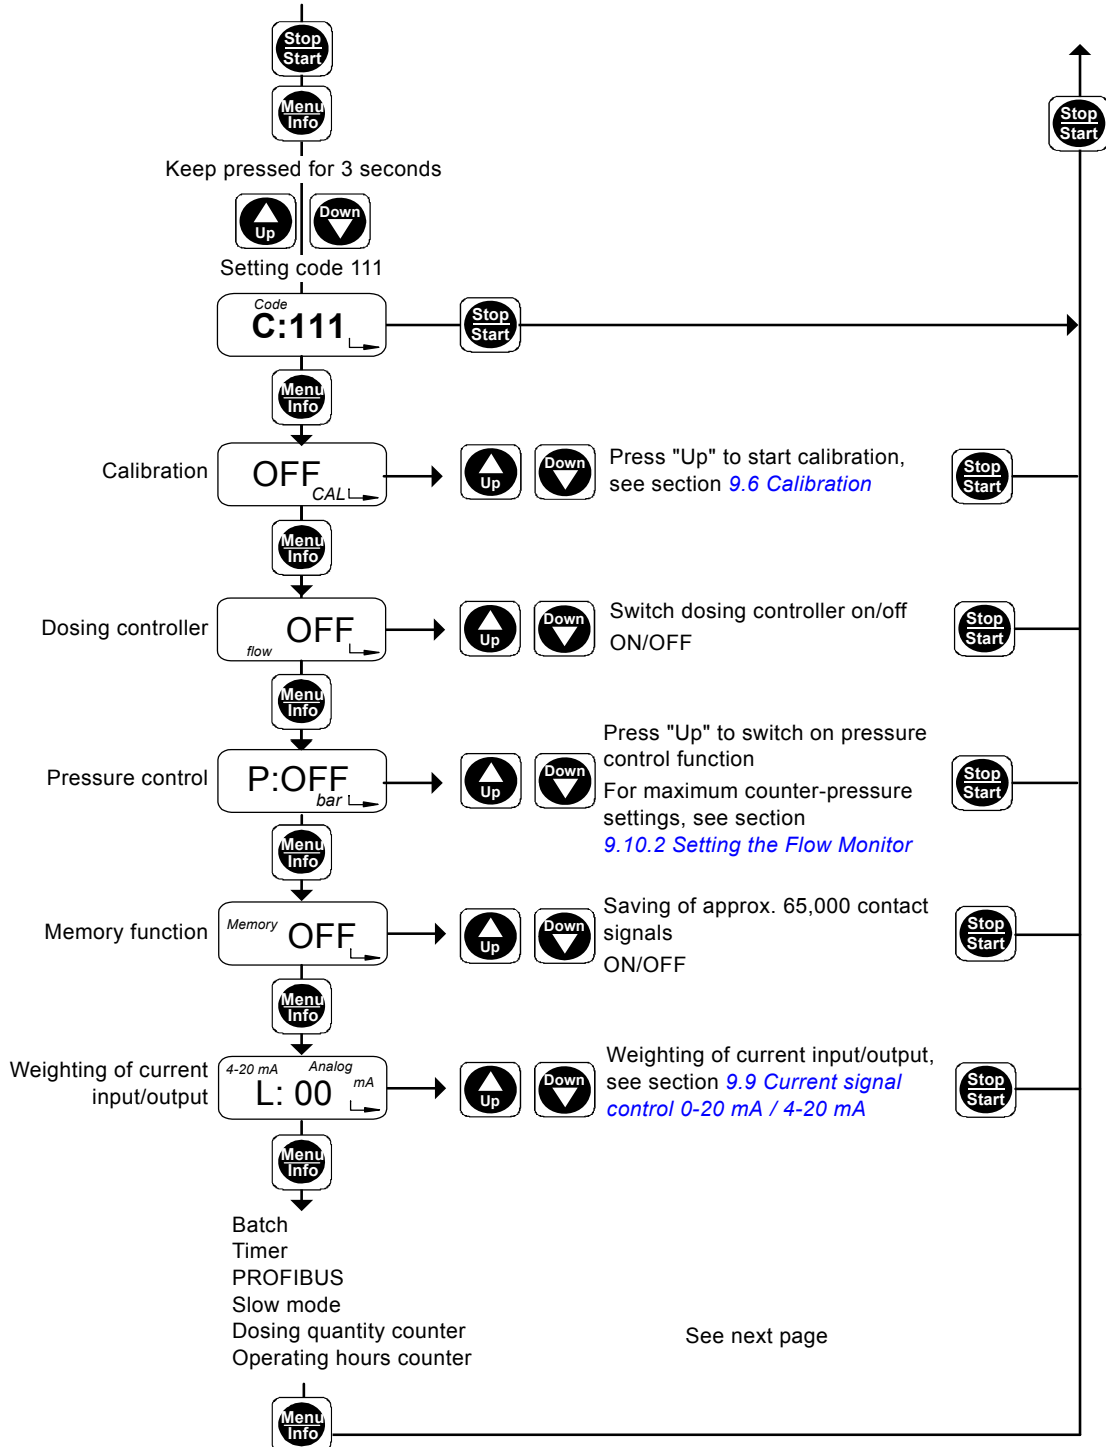 Stop
Start
Menu
Info
Stop
Start
Keep pressed for 3 seconds
Up
Down
Setting code 111
Code
C:111
Stop
Start
Menu
Info
Calibration
OFF
CAL
Up
Down
Press "Up" to start calibration,
see section 9.6 Calibration
Stop
Start
Menu
Info
Dosing controller
OFF
flow
Up
Down
Switch dosing controller on/off
ON/OFF
Stop
Start
Menu
Info
Pressure control
P:OFF
bar
Up
Down
Press "Up" to switch on pressure
control function
For maximum counter-pressure
settings, see section
9.10.2 Setting the Flow Monitor
Stop
Start
Menu
Info
Memory function
Memory
OFF
Up
Down
Saving of approx. 65,000 contact
signals
ON/OFF
Stop
Start
Menu
Info
Weighting of current
input/output
4-20 mA
Analog
L: 00
mA
Up
Down
Weighting of current input/output,
see section 9.9 Current signal
control 0-20 mA / 4-20 mA
Stop
Start
Menu
Info
Batch
Timer
PROFIBUS
Slow mode
Dosing quantity counter
Operating hours counter
See next page
Menu
Info